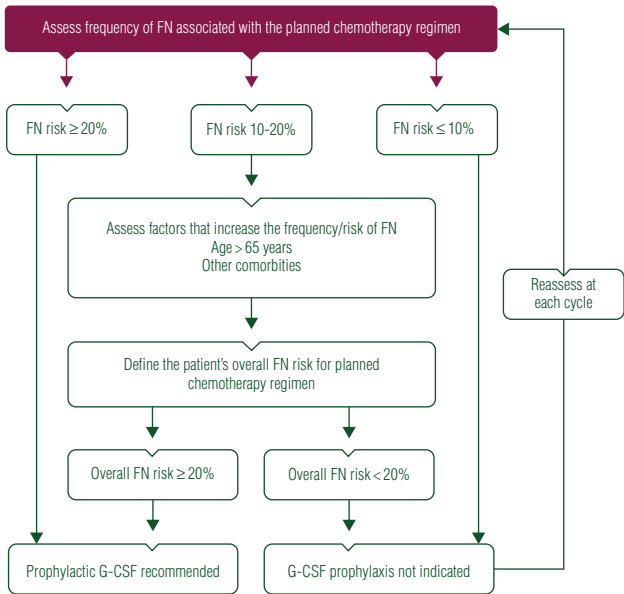 Assess frequency of FN associated with the planned chemotherapy regimen
FN risk ≥ 20%
FN risk 10-20%
FN risk ≤ 10%
Assess factors that increase the frequency/risk of FN
Age > 65 years
Other comorbities
Reassess at
each cycle
Define the patient's overall FN risk for planned
chemotherapy regimen
Overall FN risk ≥ 20%
Overall FN risk < 20%
Prophylactic G-CSF recommended
G-CSF prophylaxis not indicated